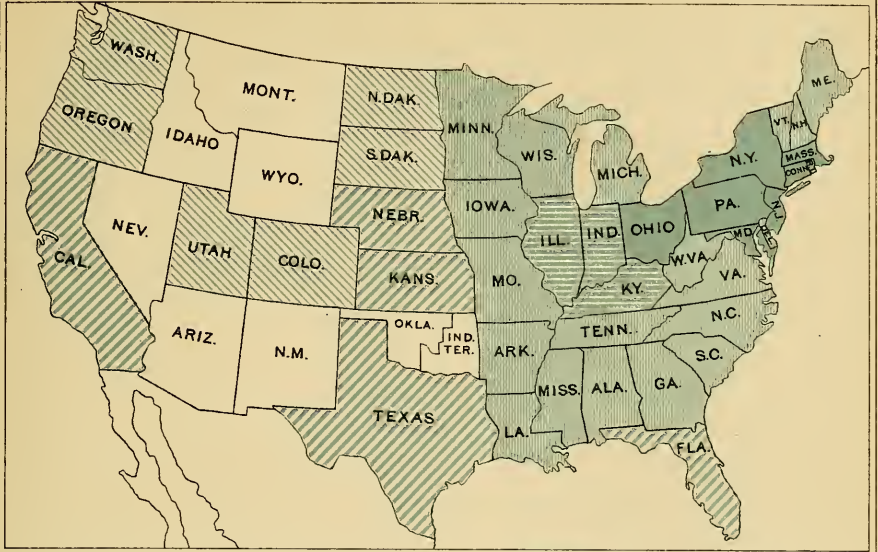 WASH.
OREGON
CAL.
IDAHO
NEV.
MONT.
WYO.
UTAH
ARIZ.
COLO.
N.M.
N.DAK.
S.DAK.
NEBR.
KANS.
OKLA.
IND.
TER.
TEXAS
MINN.
IOWA.
MO.
ARK.
LA.
WIS.
ILL.
MICH.
IND.
OHIO
KY.
TENN.
MISS.
ALA.
GA.
FLA.
S.C.
N.C.
VA.
W.VA
MD.
DEL.
PA.
N.J.
N.Y.
CONN.
R.I.
MASS.
VT.
N.H.
ME.